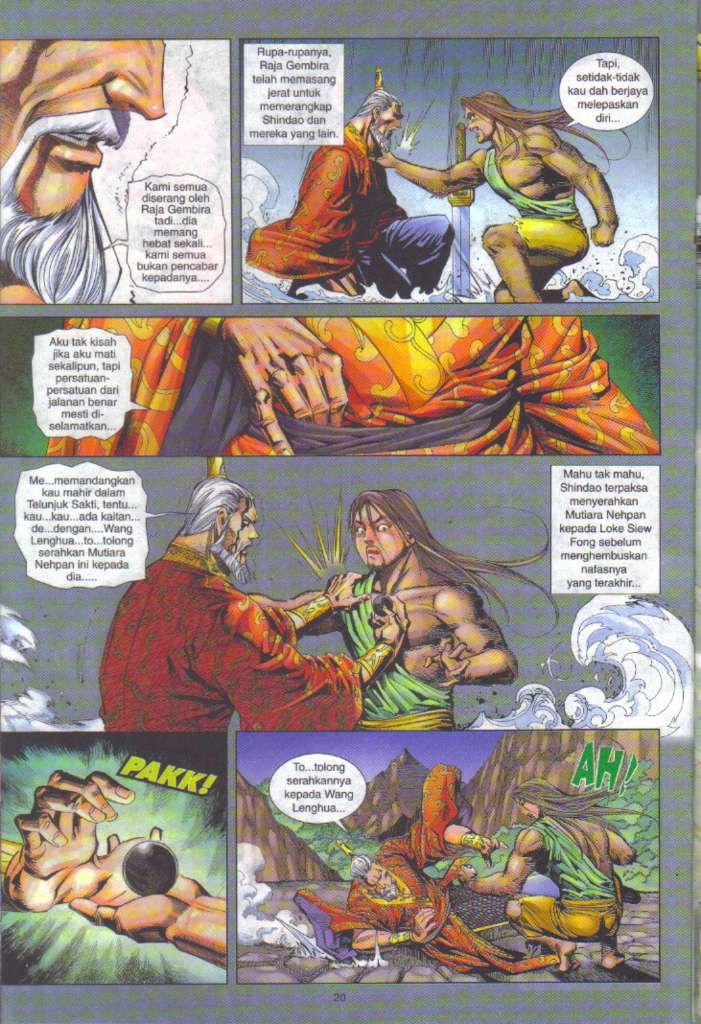 Kami semua
diserang oleh
Raja Gembira
tadi...dia
memang
hebat sekali...
kami semua
bukan pencabar
kepadanya....
Rupa-rupanya,
Raja Gembira
telah memasang
jerat untuk
memerangkap
Shindao dan
mereka yang lain.
Tapi,
setidak-tidak
kau dah berjaya
melepaskan
diri...
Aku tak kisah
jika aku mati
sekalipun, tapi
persatuan-
persatuan dari
jalanan benar
mesti di-
selamatkan...
Me...memandangkan
kau mahir dalam
Telunjuk Sakti, tentu...
kau...kau...ada kaitan...
de...dengan....Wang
Lenghua...to...tolong
serahkan Mutiara
Nehpan ini kepada
dia.....
Mahu tak mahu,
Shindao terpaksa
menyerahkan
Mutiara Nehpan
kepada Loke Siew
Fong sebelum
menghembuskan
nafasnya
yang terakhir...
PAKK!
To...tolong
serahkannya
kepada Wang
Lenghua...
AH!
20